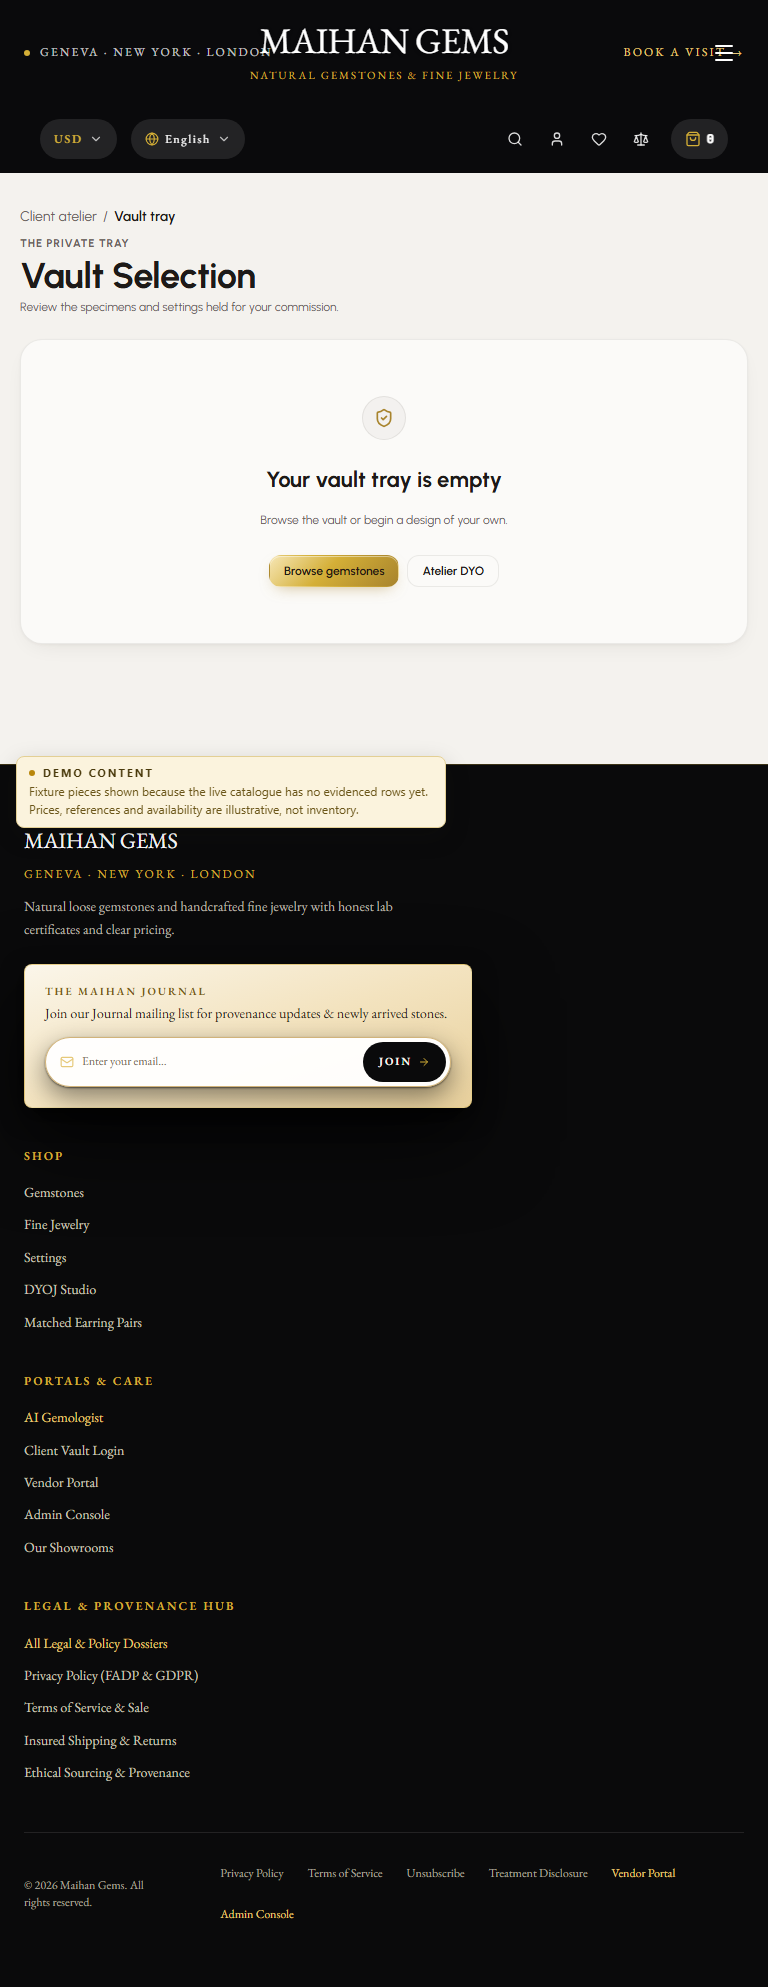 GENEVA · NEW YORK · LONDON
MAIHAN GEMS
NATURAL GEMSTONES & FINE JEWELRY
BOOK A VISIT →
USD
English
0
Client atelier / Vault tray
THE PRIVATE TRAY
Vault Selection
Review the specimens and settings held for your commission.
Your vault tray is empty
Browse the vault or begin a design of your own.
Browse gemstones
Atelier DYO
DEMO CONTENT
Fixture pieces shown because the live catalogue has no evidenced rows yet.
Prices, references and availability are illustrative, not inventory.
MAIHAN GEMS
GENEVA · NEW YORK · LONDON
Natural loose gemstones and handcrafted fine jewelry with honest lab
certificates and clear pricing.
THE MAIHAN JOURNAL
Join our Journal mailing list for provenance updates & newly arrived stones.
Enter your email...
JOIN →
SHOP
Gemstones
Fine Jewelry
Settings
DYOJ Studio
Matched Earring Pairs
PORTALS & CARE
AI Gemologist
Client Vault Login
Vendor Portal
Admin Console
Our Showrooms
LEGAL & PROVENANCE HUB
All Legal & Policy Dossiers
Privacy Policy (FADP & GDPR)
Terms of Service & Sale
Insured Shipping & Returns
Ethical Sourcing & Provenance
© 2026 Maihan Gems. All
rights reserved.
Privacy Policy
Terms of Service
Unsubscribe
Treatment Disclosure
Vendor Portal
Admin Console